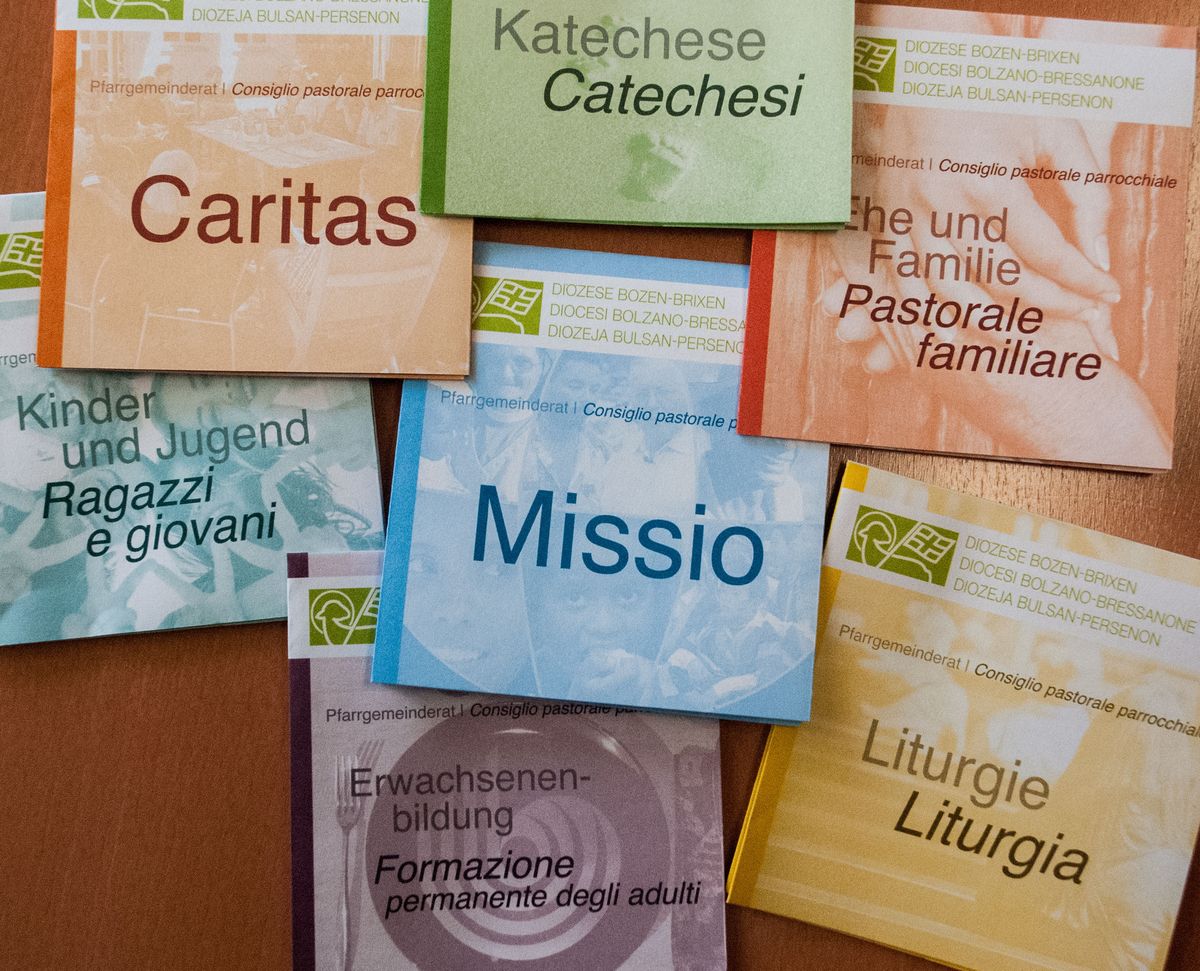 DIOZEJA BULSAN-PERSENON
Pfarrgemeinderat | Consiglio pastorale
Caritas
Katechese
Catechesi
DIOZESE BOZEN-BRIXEN
DIOCESI BOLZANO-BRESSANONE
DIOZEJA BULSAN-PERSENON
Consiglio pastorale parrocchiale
Ehe und
Familie
Pastorale
familiare
Kinder
und Jugend
Ragazzi
e giovani
DIOZESE BOZEN-BRIXEN
DIOCESI BOLZANO-BRESSA
DIOZEJA BULSAN-PERSENO
Pfarrgemeinderat | Consiglio pastorale p
Missio
DIOZESE BOZEN-BRIXEN
DIOCESI BOLZANO-BRESSANONE
DIOZEJA BULSAN-PERSENON
Pfarrgemeinderat | Consiglio pastorale parrocchiale
Liturgie
Liturgia
Pfarrgemeinderat | Consiglio pastorale
Erwachsenen-
bildung
Formazione
permanente degli adulti